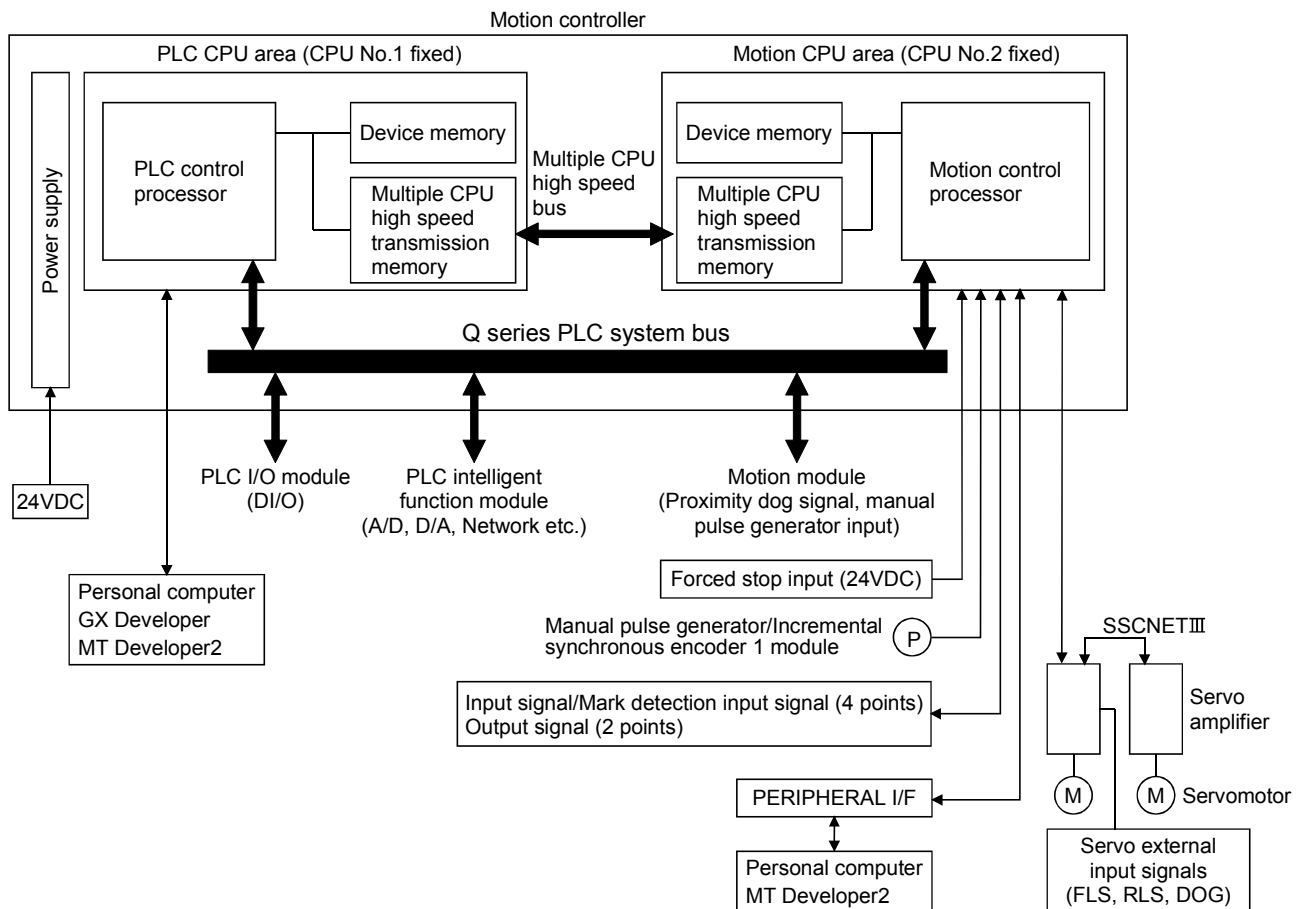 Motion controller
PLC CPU area (CPU No.1 fixed)
Motion CPU area (CPU No.2 fixed)
Power supply
PLC control
processor
Device memory
Multiple CPU
high speed
transmission
memory
Multiple CPU
high speed
bus
Device memory
Multiple CPU
high speed
transmission
memory
Motion control
processor
Q series PLC system bus
24VDC
PLC I/O module
(DI/O)
PLC intelligent
function module
(A/D, D/A, Network etc.)
Motion module
(Proximity dog signal, manual
pulse generator input)
Personal computer
GX Developer
MT Developer2
Forced stop input (24VDC)
Manual pulse generator/Incremental
synchronous encoder 1 module
P
Input signal/Mark detection input signal (4 points)
Output signal (2 points)
SSCNETⅢ
Servo
amplifier
M
M
Servomotor
PERIPHERAL I/F
Personal computer
MT Developer2
Servo external
input signals
(FLS, RLS, DOG)